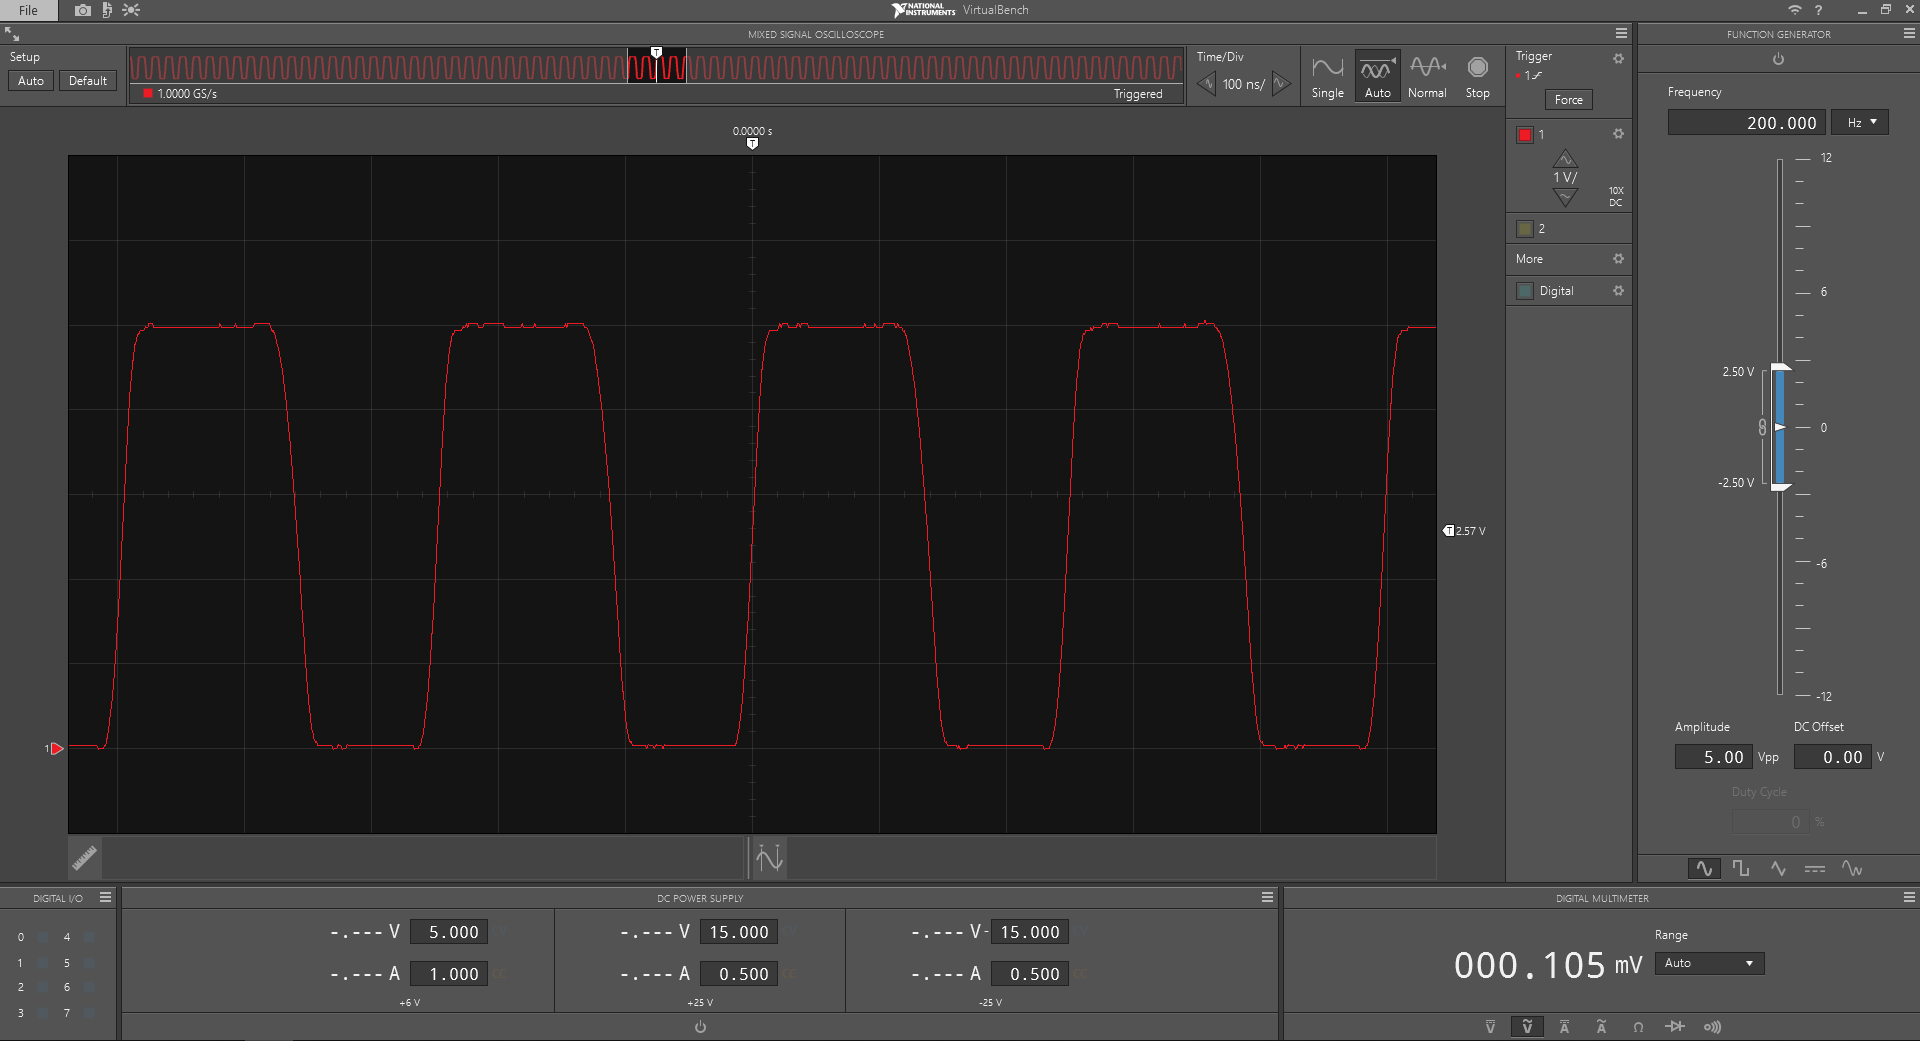 File
NATIONAL INSTRUMENTS VirtualBench
?
MIXED SIGNAL OSCILLOSCOPE
FUNCTION GENERATOR
Setup
Auto
Default
T
1.0000 GS/s
Triggered
Time/Div
100 ns/
Single
Auto
Normal
Stop
Trigger
1
Force
1
1 V/
10X
DC
2
More
Digital
0.0000 s
T
T 2.57 V
1
Frequency
200.000
Hz
12
6
2.50 V
0
-2.50 V
-6
-12
Amplitude
DC Offset
5.00 Vpp
0.00 V
Duty Cycle
0 %
DIGITAL I/O
0 4
1 5
2 6
3 7
DC POWER SUPPLY
-.--- V 5.000
-.--- A 1.000
+6 V
-.--- V 15.000
-.--- A 0.500
+25 V
-.--- V - 15.000
-.--- A 0.500
-25 V
DIGITAL MULTIMETER
Range
000.105 mV
Auto
V
V
A
A
Ω